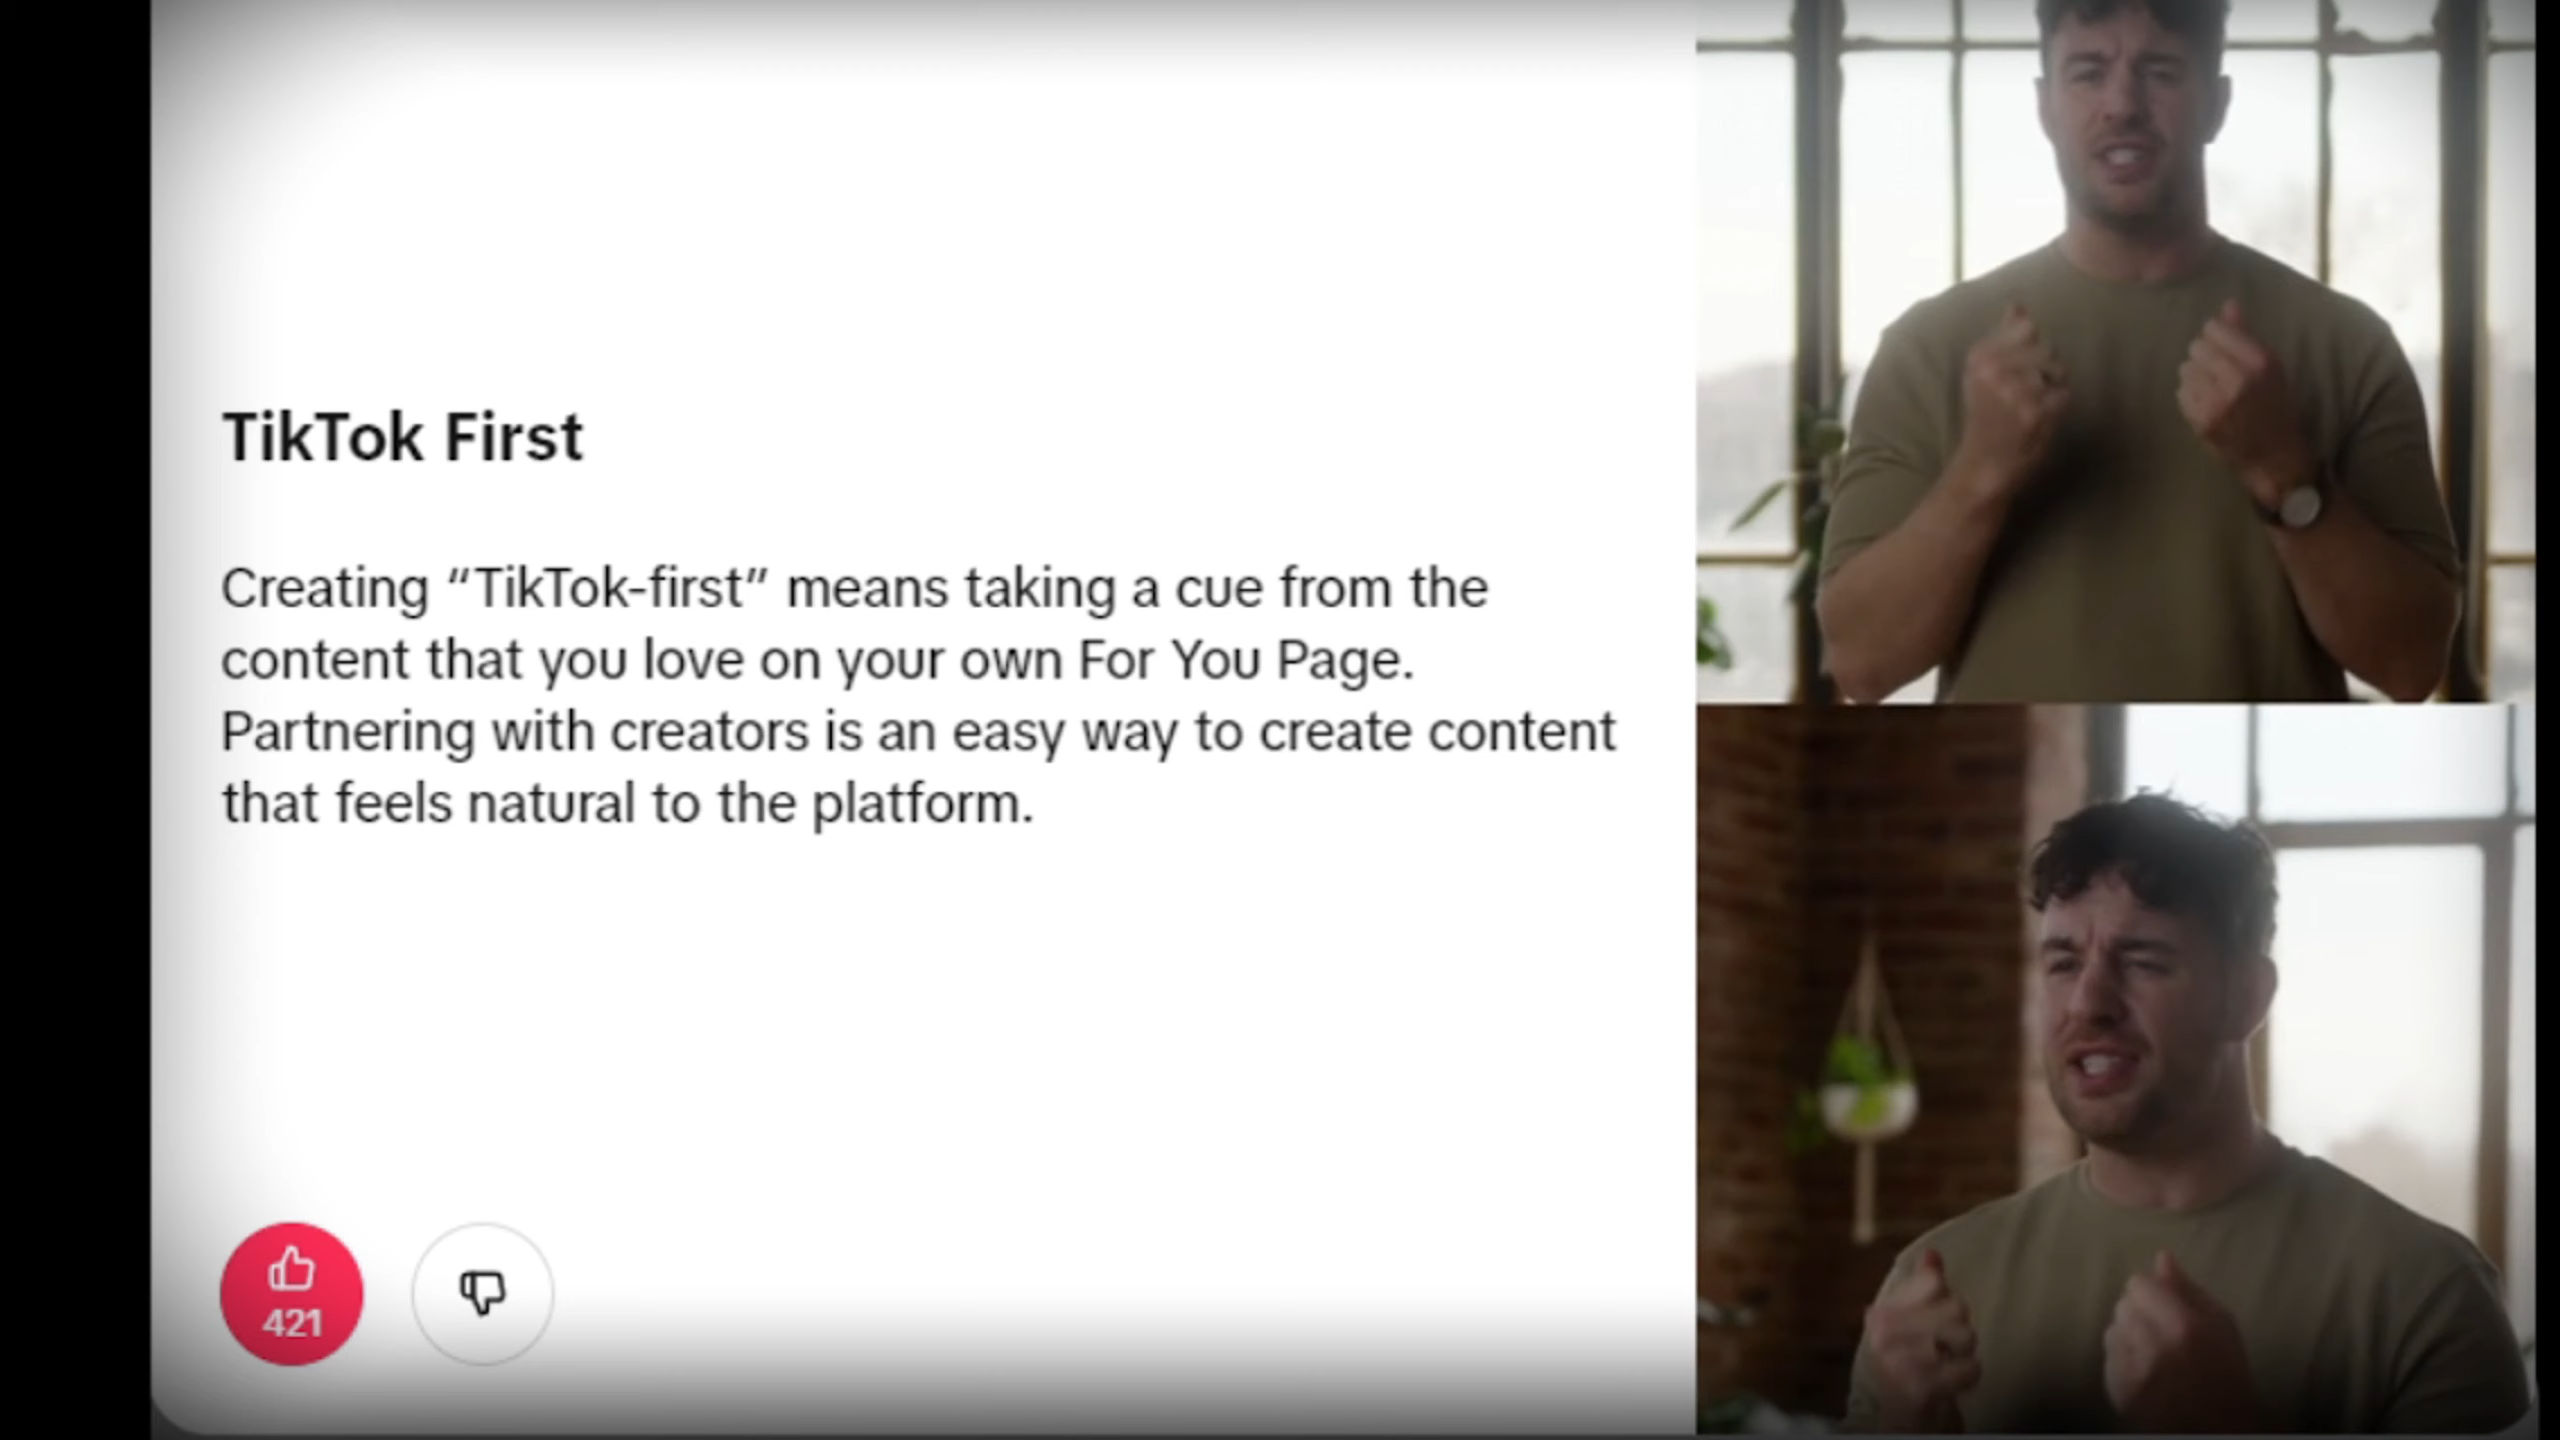 TikTok First
Creating “TikTok-first” means taking a cue from the
content that you love on your own For You Page.
Partnering with creators is an easy way to create content
that feels natural to the platform.
421